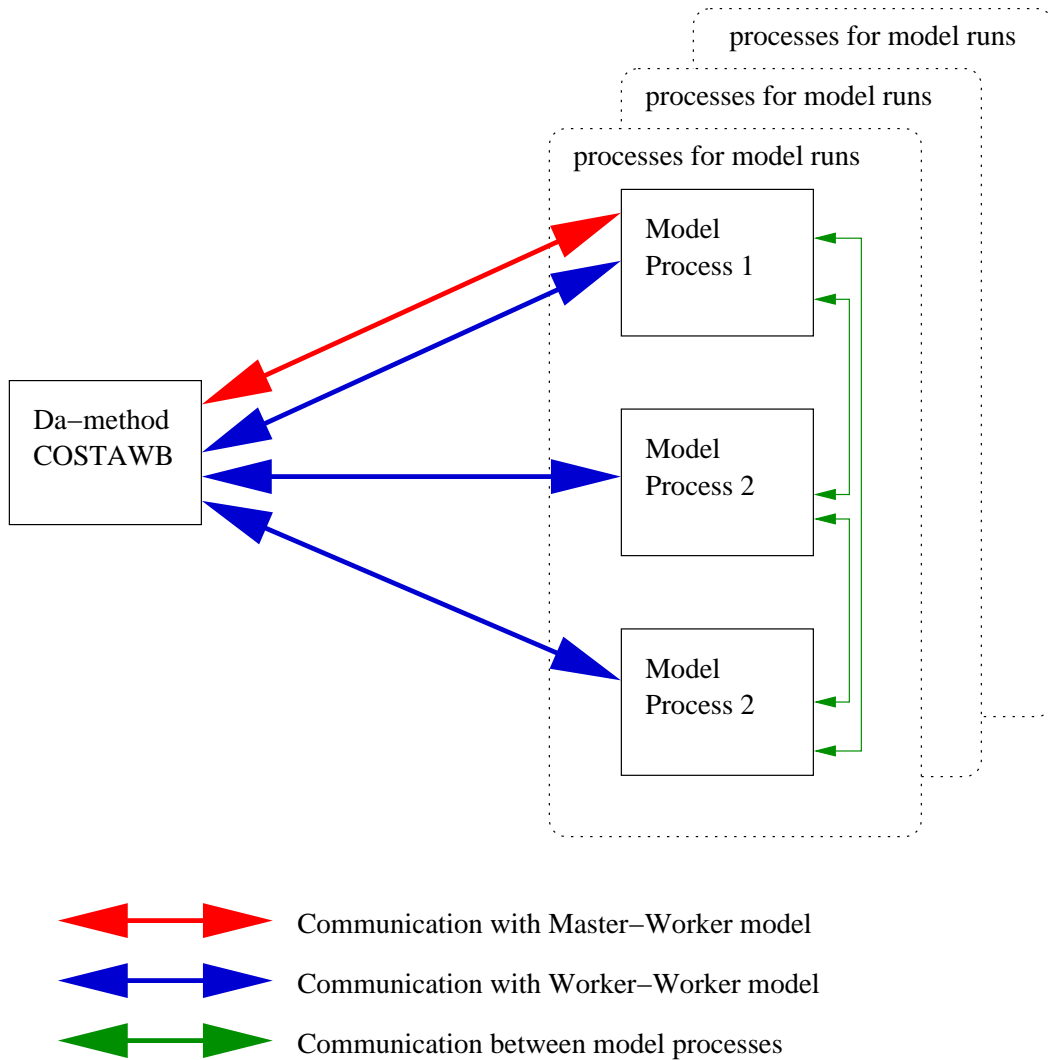 processes for model runs
processes for model runs
processes for model runs
Model
Process 1
Da−method
COSTAWB
Model
Process 2
Model
Process 2
Communication with Master−Worker model
Communication with Worker−Worker model
Communication between model processes